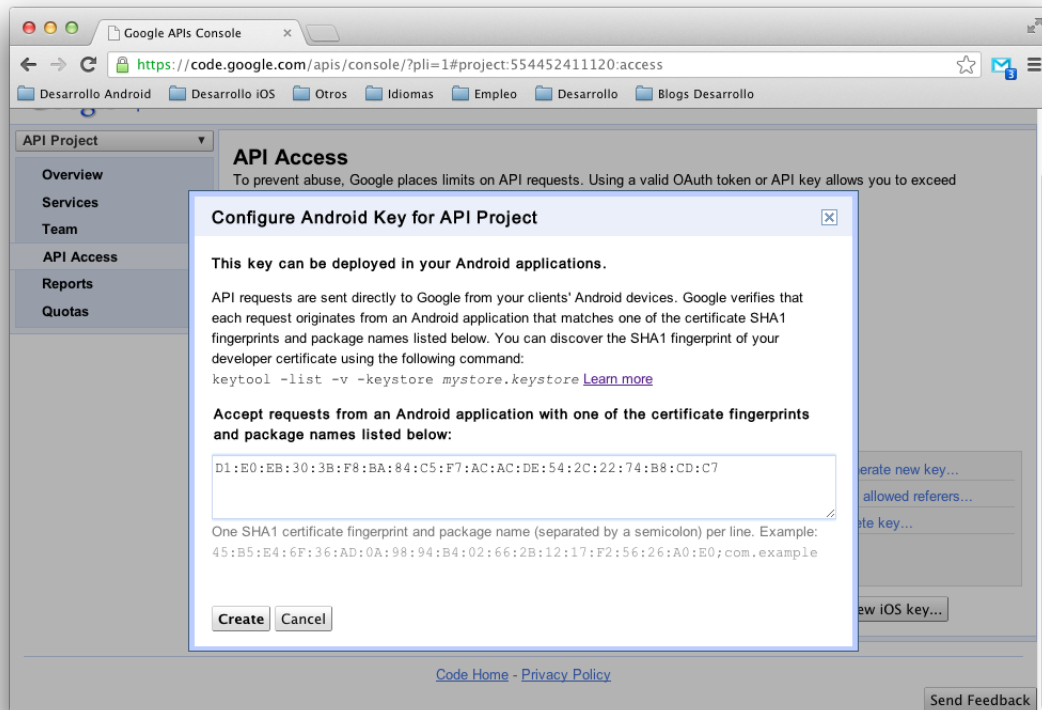 Google APIs Console
https://code.google.com/apis/console/?pli=1#project:554452411120:access
3
Desarrollo Android Desarrollo iOS Otros Idiomas Empleo Desarrollo Blogs Desarrollo
API Project
Overview
Services
Team
API Access
Reports
Quotas
API Access
To prevent abuse, Google places limits on API requests. Using a valid OAuth token or API key allows you to exceed
Configure Android Key for API Project
This key can be deployed in your Android applications.
API requests are sent directly to Google from your clients' Android devices. Google verifies that
each request originates from an Android application that matches one of the certificate SHA1
fingerprints and package names listed below. You can discover the SHA1 fingerprint of your
developer certificate using the following command:
keytool -list -v -keystore mystore.keystore Learn more
Accept requests from an Android application with one of the certificate fingerprints
and package names listed below:
D1:E0:EB:30:3B:F8:BA:84:C5:F7:AC:AC:DE:54:2C:22:74:B8:CD:C7
One SHA1 certificate fingerprint and package name (separated by a semicolon) per line. Example:
45:B5:E4:6F:36:AD:0A:98:94:B4:02:66:2B:12:17:F2:56:26:A0:E0;com.example
Create Cancel
erate new key...
allowed referers...
ete key...
ew iOS key...
Code Home - Privacy Policy
Send Feedback